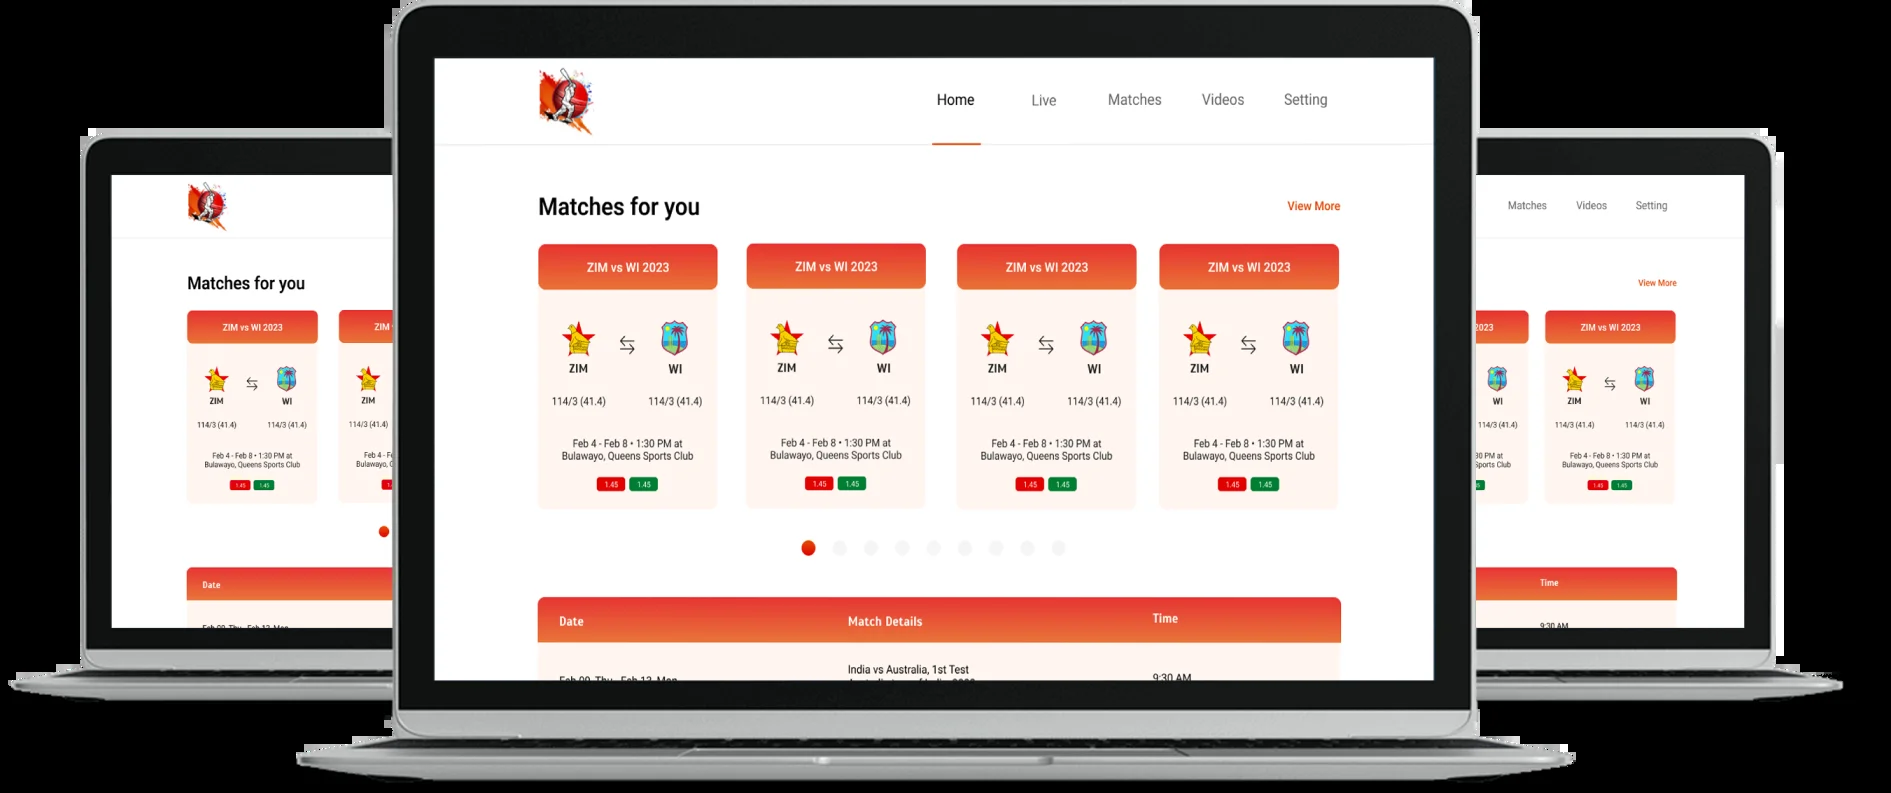 Home
Live
Matches
Videos
Setting
Matches for you
View More
ZIM vs WI 2023
ZIM
WI
114/3 (41.4)
114/3 (41.4)
Feb 4 - Feb 8 • 1:30 PM at
Bulawayo, Queens Sports Club
1.45
1.45
ZIM vs WI 2023
ZIM
WI
114/3 (41.4)
114/3 (41.4)
Feb 4 - Feb 8 • 1:30 PM at
Bulawayo, Queens Sports Club
1.45
1.45
ZIM vs WI 2023
ZIM
WI
114/3 (41.4)
114/3 (41.4)
Feb 4 - Feb 8 • 1:30 PM at
Bulawayo, Queens Sports Club
1.45
1.45
ZIM vs WI 2023
ZIM
WI
114/3 (41.4)
114/3 (41.4)
Feb 4 - Feb 8 • 1:30 PM at
Bulawayo, Queens Sports Club
1.45
1.45
Date
Match Details
Time
Feb 09, Thu - Feb 13, Mon
India vs Australia, 1st Test
9:30 AM
Matches for you
ZIM vs WI 2023
ZIM
WI
114/3 (41.4)
114/3 (41.4)
Feb 4 - Feb 8 • 1:30 PM at
Bulawayo, Queens Sports Club
1.45
1.45
ZIM
ZIM
114/3 (41.4)
Feb 4 - F
Bulawayo, Q
Date
Feb 09, Thu - Feb 13, Mon
Matches
Videos
Setting
View More
2023
WI
114/3 (41.4)
30 PM at
Sports Club
ZIM vs WI 2023
ZIM
WI
114/3 (41.4)
114/3 (41.4)
Feb 4 - Feb 8 • 1:30 PM at
Bulawayo, Queens Sports Club
1.45
1.45
Time
9:30 AM